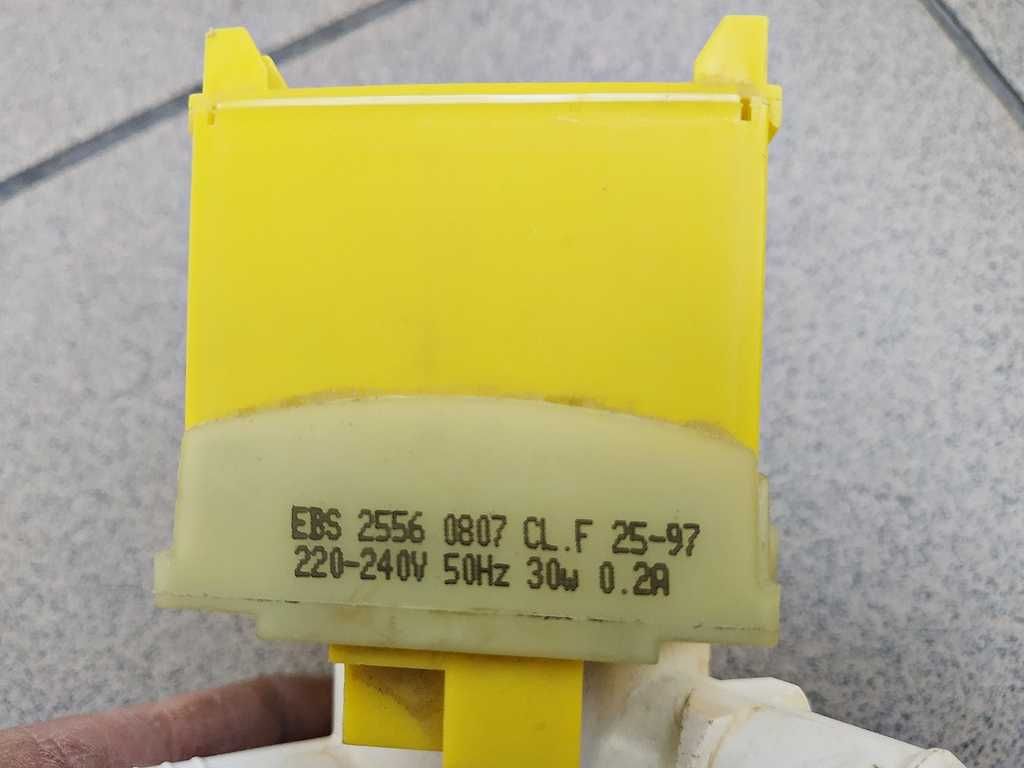 EBS 2556 0807 CL.F 25-97
220-240V 50Hz 30w 0.2A